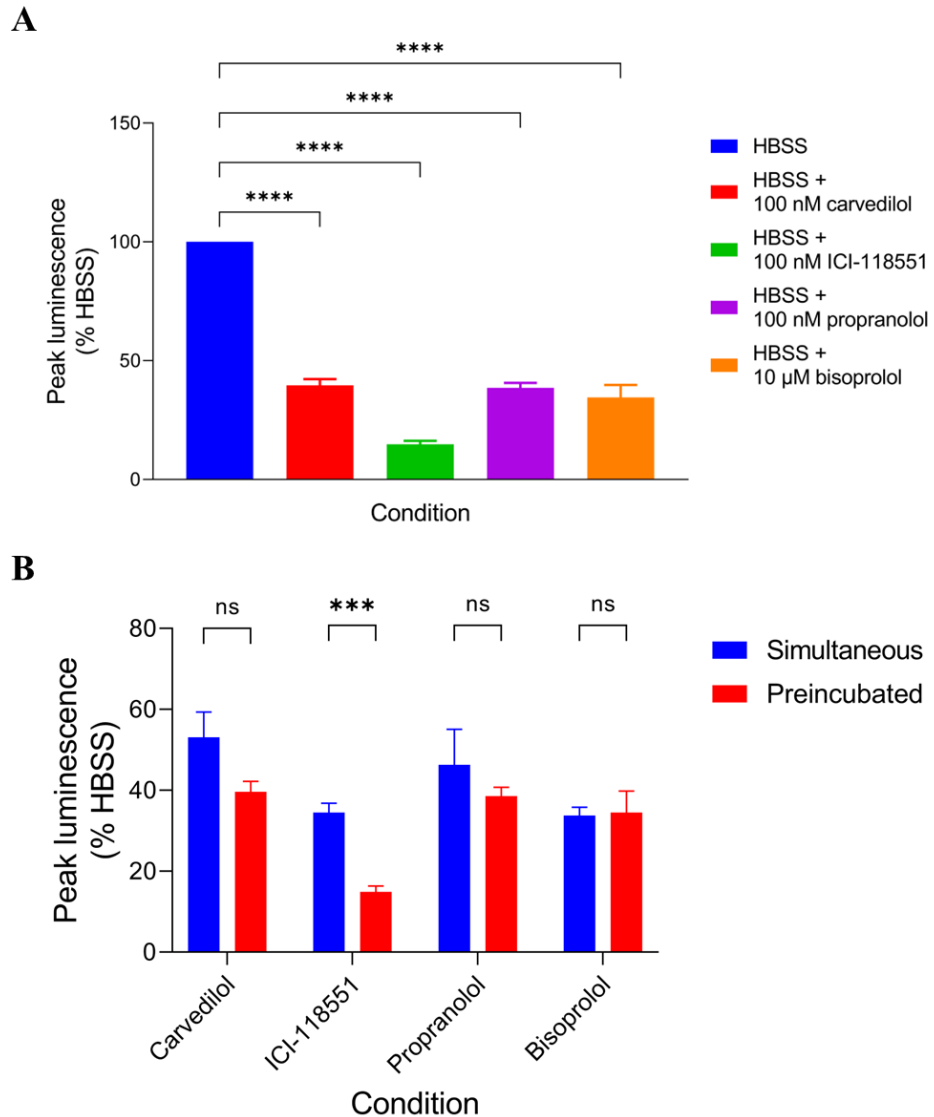 A
****
****
****
****
Peak luminescence
(% HBSS)
150
100
50
0
Condition
HBSS
HBSS +
100 nM carvedilol
HBSS +
100 nM ICI-118551
HBSS +
100 nM propranolol
HBSS +
10 µM bisoprolol
B
ns
***
ns
ns
Peak luminescence
(% HBSS)
80
60
40
20
0
Carvedilol
ICI-118551
Propranolol
Bisoprolol
Condition
Simultaneous
Preincubated